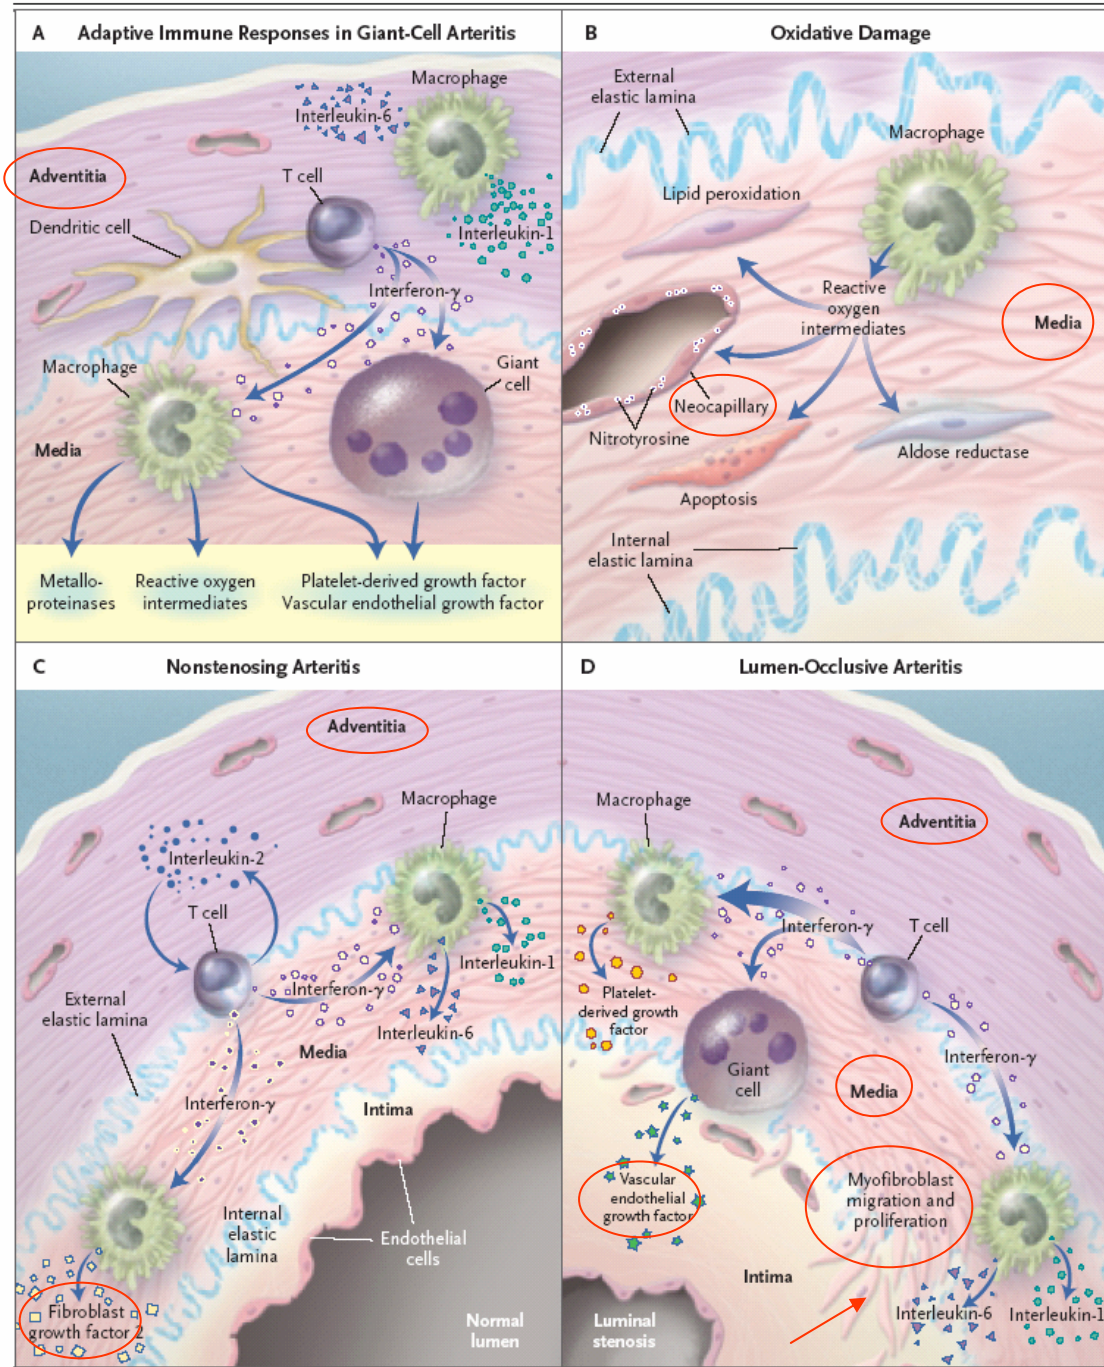 A Adaptive Immune Responses in Giant-Cell Arteritis
Macrophage
Interleukin-6
Adventitia
T cell
Dendritic cell
Interleukin-1
Interferon-γ
Macrophage
Giant
cell
Media
Metallo-
proteinases
Reactive oxygen
intermediates
Platelet-derived growth factor
Vascular endothelial growth factor
B Oxidative Damage
External
elastic lamina
Macrophage
Lipid peroxidation
Reactive
oxygen
intermediates
Media
Neocapillary
Nitrotyrosine
Aldose reductase
Apoptosis
Internal
elastic lamina
C Nonstenosing Arteritis
Adventitia
Macrophage
Interleukin-2
T cell
Interleukin-1
Interferon-γ
External
elastic lamina
Interleukin-6
Media
Interferon-γ
Intima
Internal
elastic
lamina
Endothelial
cells
Fibroblast
growth factor 2
Normal
lumen
D Lumen-Occlusive Arteritis
Macrophage
Adventitia
Interferon-γ
T cell
Platelet-
derived growth
factor
Interferon-γ
Giant
cell
Media
Vascular
endothelial
growth factor
Myofibroblast
migration and
proliferation
Intima
Interleukin-6
Interleukin-1
Luminal
stenosis